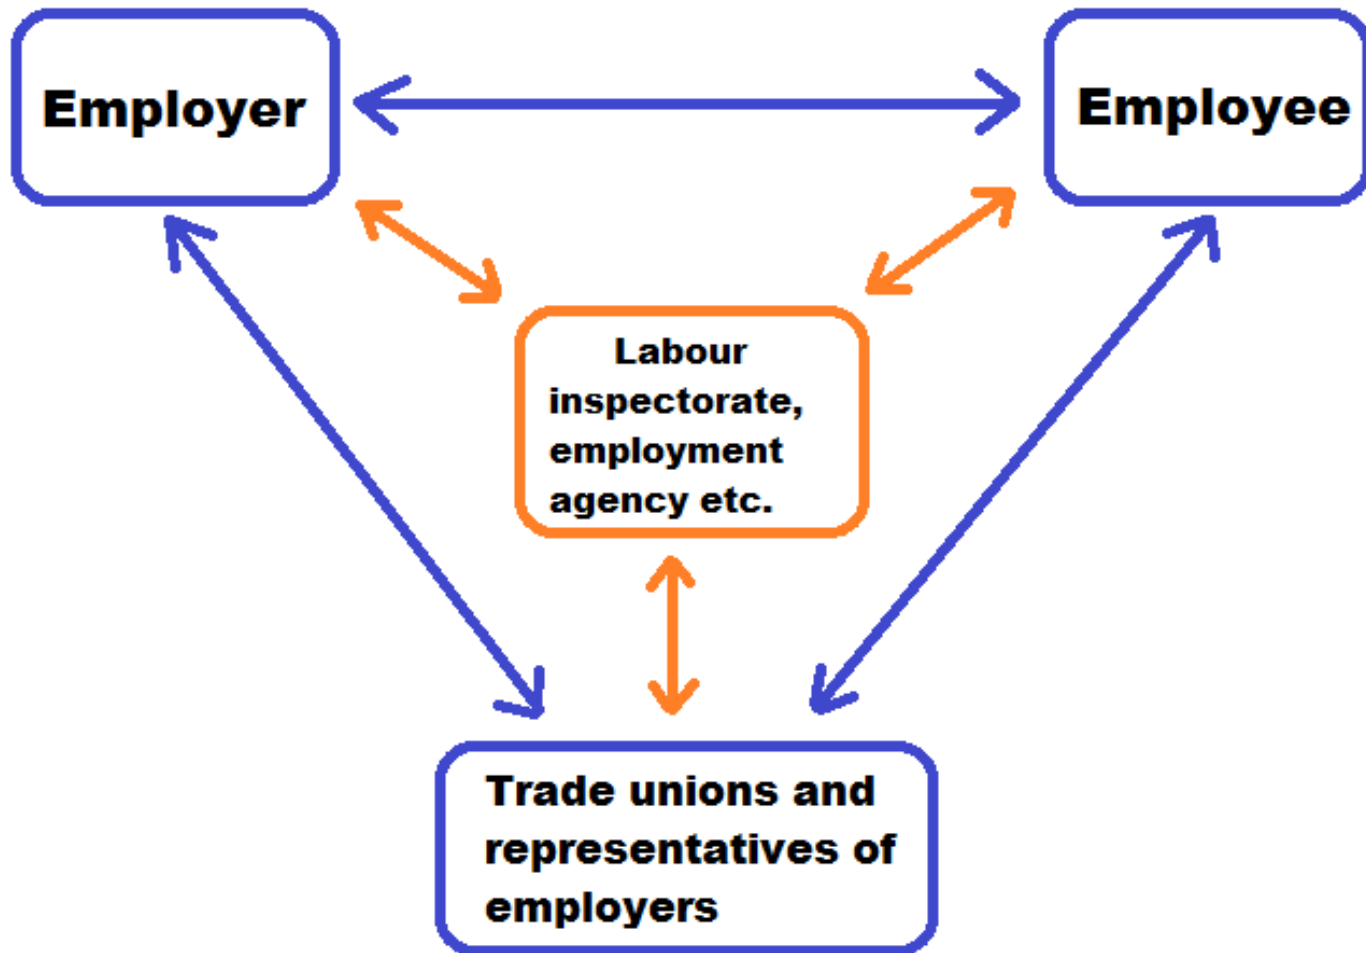 Employer
Employee
Labour
inspectorate,
employment
agency etc.
Trade unions and
representatives of
employers